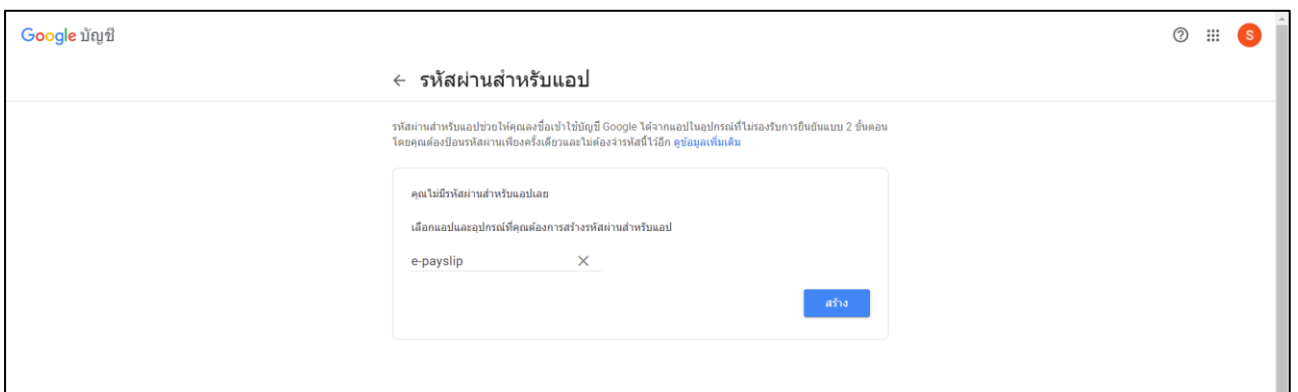 Google บัญชี
S
รหัสผ่านสำหรับแอป
รหัสผ่านสำหรับแอปช่วยให้คุณลงชื่อเข้าใช้บัญชี Google ได้จากแอปในอุปกรณ์ที่ไม่รองรับการยืนยันแบบ 2 ขั้นตอน
โดยคุณต้องป้อนรหัสผ่านเพียงครั้งเดียวและไม่ต้องจำรหัสนี้ไว้อีก ดูข้อมูลเพิ่มเติม
คุณไม่มีรหัสผ่านสำหรับแอปเลย
เลือกแอปและอุปกรณ์ที่คุณต้องการสร้างรหัสผ่านสำหรับแอป
e-payslip
สร้าง